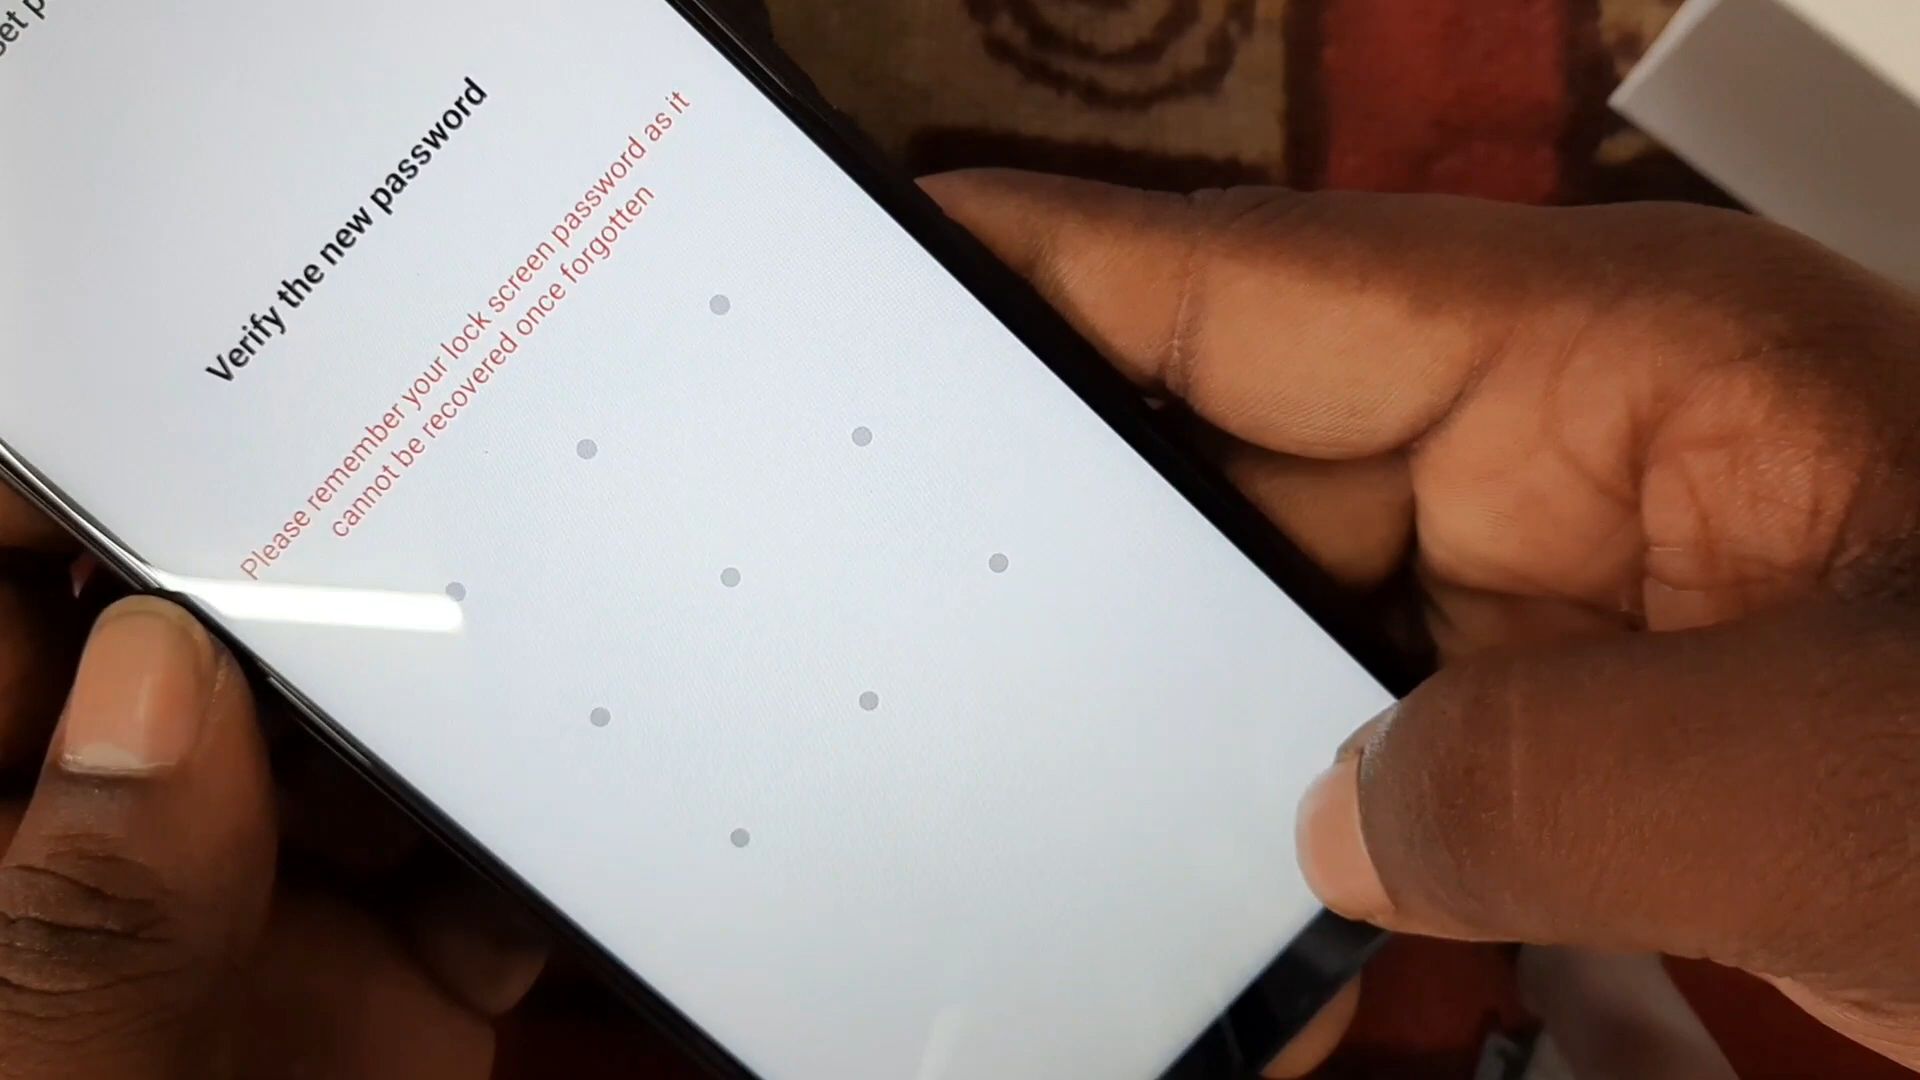 Verify the new password
Please remember your lock screen password as it
cannot be recovered once forgotten